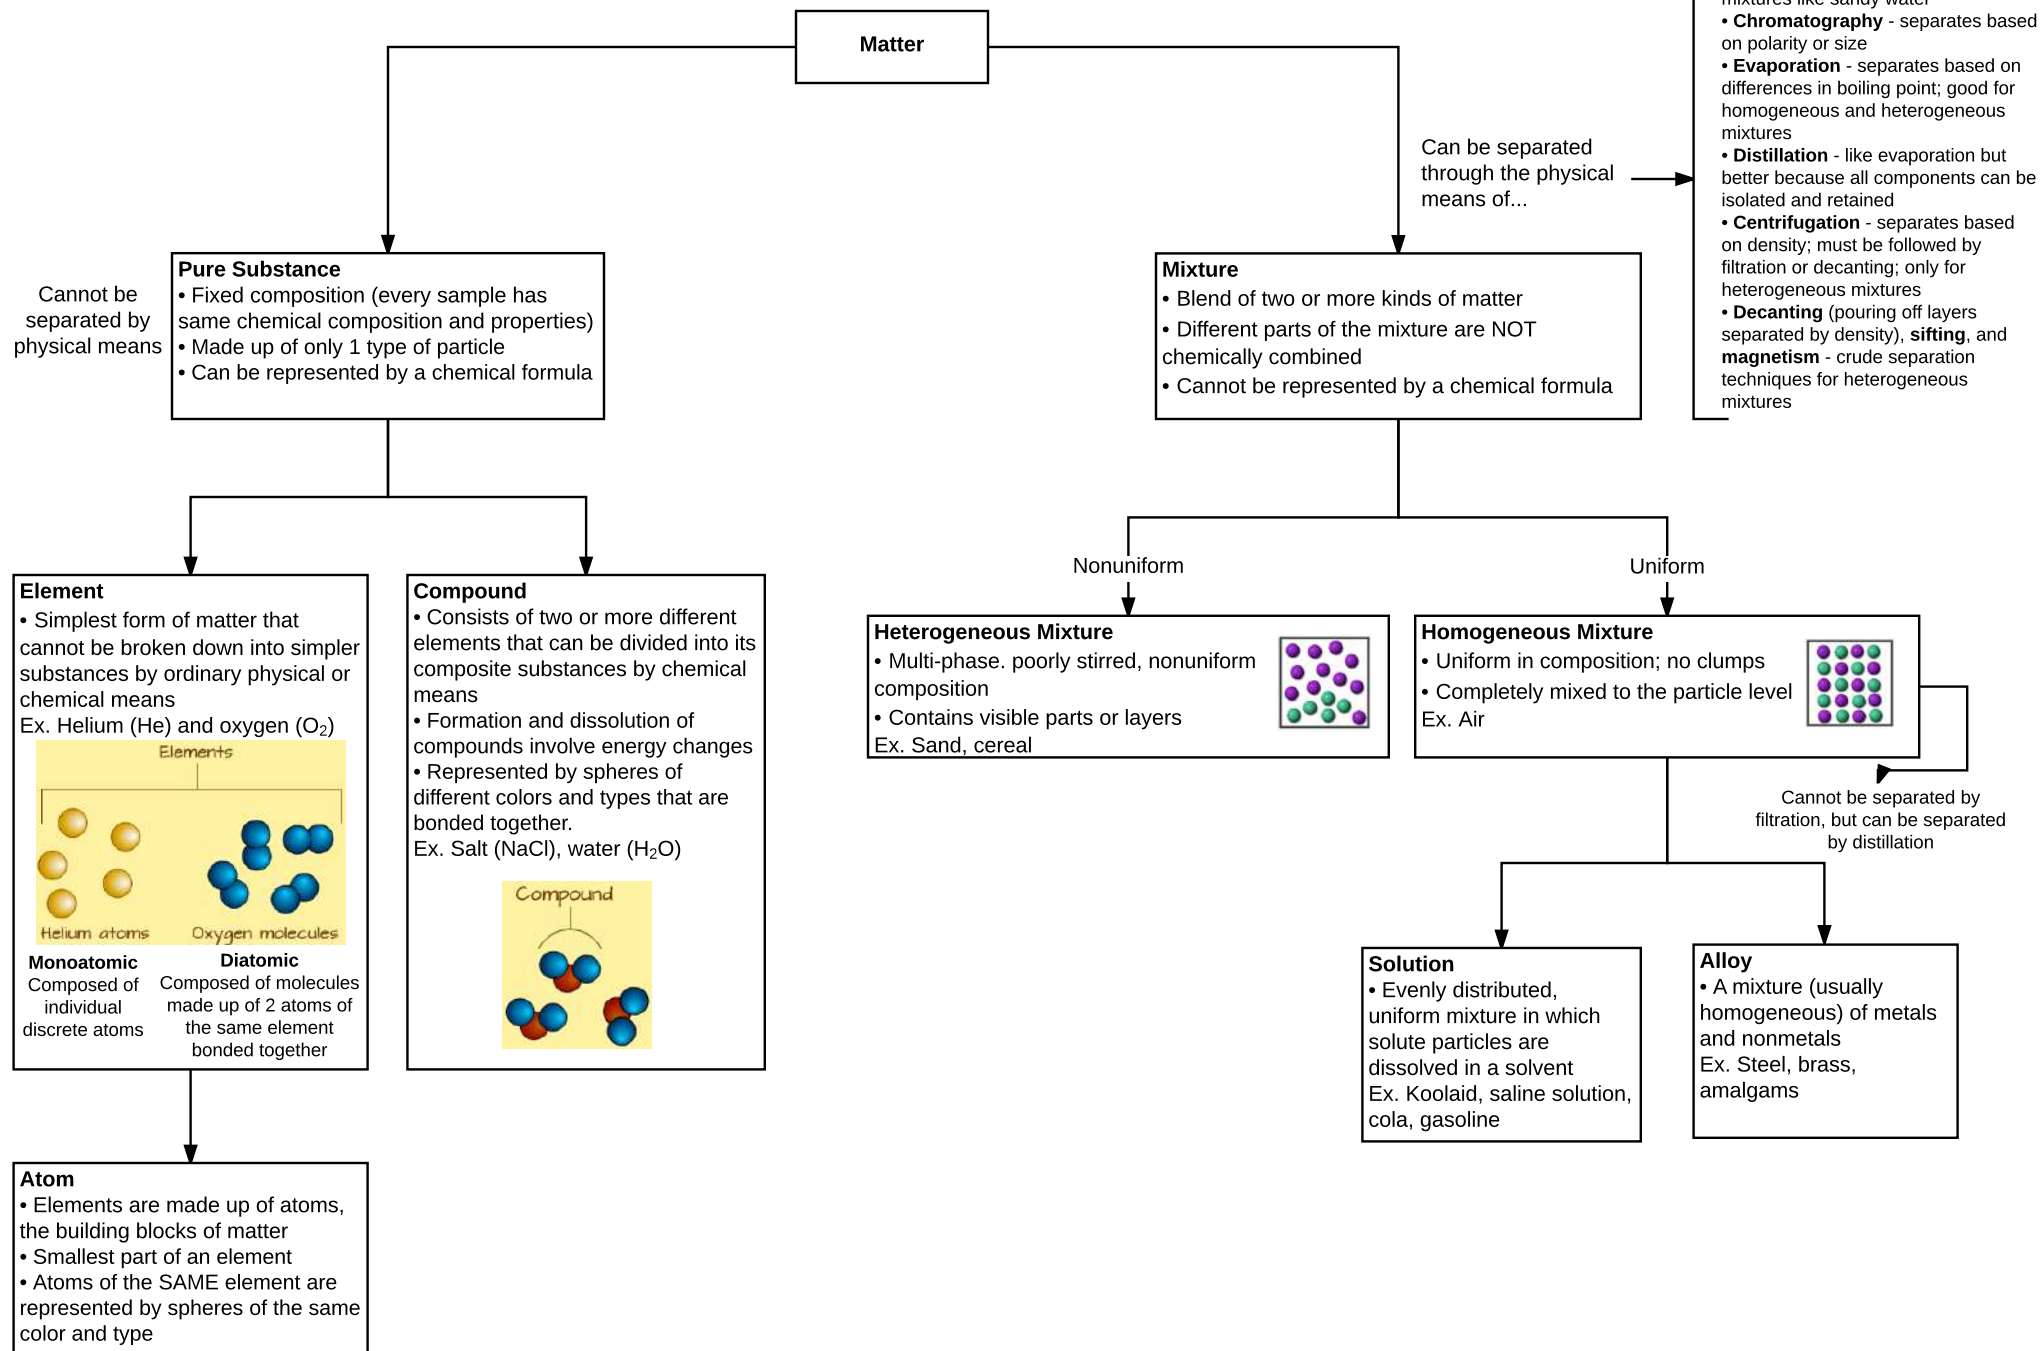 Matter
mixtures like sandy water
• Chromatography - separates based
on polarity or size
• Evaporation - separates based on
differences in boiling point; good for
homogeneous and heterogeneous
mixtures
• Distillation - like evaporation but
better because all components can be
isolated and retained
• Centrifugation - separates based
on density; must be followed by
filtration or decanting; only for
heterogeneous mixtures
• Decanting (pouring off layers
separated by density), sifting, and
magnetism - crude separation
techniques for heterogeneous
mixtures
Can be separated
through the physical
means of...
Cannot be
separated by
physical means
Pure Substance
• Fixed composition (every sample has
same chemical composition and properties)
• Made up of only 1 type of particle
• Can be represented by a chemical formula
Mixture
• Blend of two or more kinds of matter
• Different parts of the mixture are NOT
chemically combined
• Cannot be represented by a chemical formula
Element
• Simplest form of matter that
cannot be broken down into simpler
substances by ordinary physical or
chemical means
Ex. Helium (He) and oxygen (O₂)
Elements
Helium atoms
Oxygen molecules
Monoatomic
Composed of
individual
discrete atoms
Diatomic
Composed of molecules
made up of 2 atoms of
the same element
bonded together
Compound
• Consists of two or more different
elements that can be divided into its
composite substances by chemical
means
• Formation and dissolution of
compounds involve energy changes
• Represented by spheres of
different colors and types that are
bonded together.
Ex. Salt (NaCl), water (H₂O)
Compound
Nonuniform
Uniform
Heterogeneous Mixture
• Multi-phase. poorly stirred, nonuniform
composition
• Contains visible parts or layers
Ex. Sand, cereal
Homogeneous Mixture
• Uniform in composition; no clumps
• Completely mixed to the particle level
Ex. Air
Cannot be separated by
filtration, but can be separated
by distillation
Solution
• Evenly distributed,
uniform mixture in which
solute particles are
dissolved in a solvent
Ex. Koolaid, saline solution,
cola, gasoline
Alloy
• A mixture (usually
homogeneous) of metals
and nonmetals
Ex. Steel, brass,
amalgams
Atom
• Elements are made up of atoms,
the building blocks of matter
• Smallest part of an element
• Atoms of the SAME element are
represented by spheres of the same
color and type